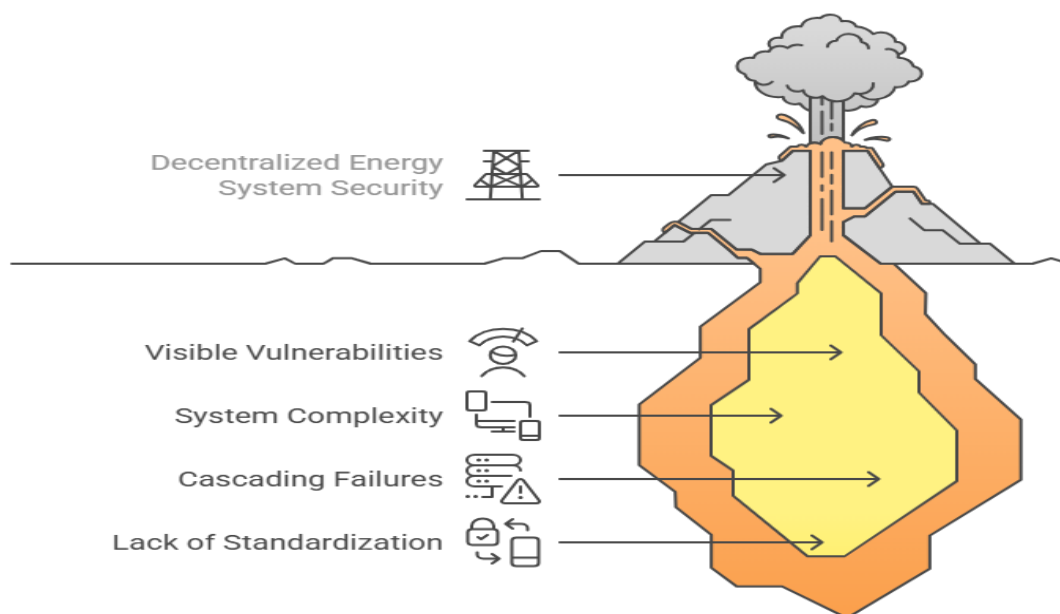 Decentralized Energy
System Security
Visible Vulnerabilities
System Complexity
Cascading Failures
Lack of Standardization